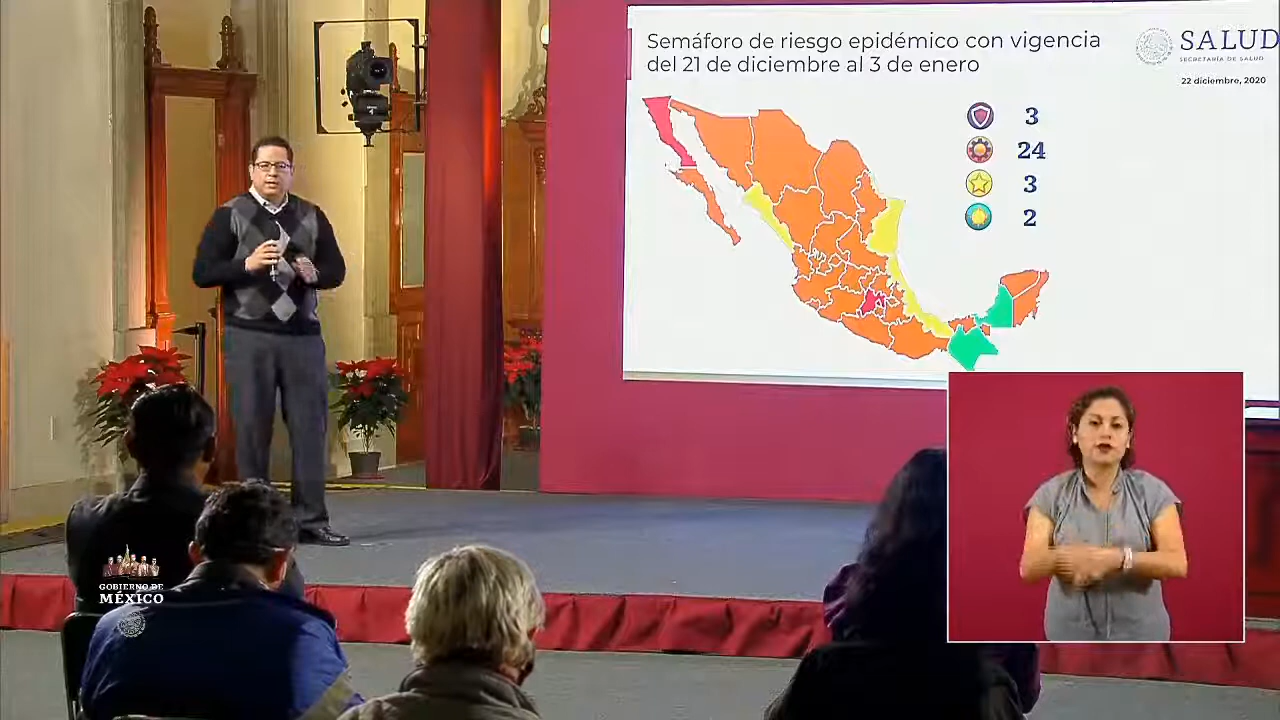 Semáforo de riesgo epidémico con vigencia
del 21 de diciembre al 3 de enero
SALUD
SECRETARÍA DE SALUD
22 diciembre, 2020
3
24
3
2
GOBIERNO DE
MÉXICO